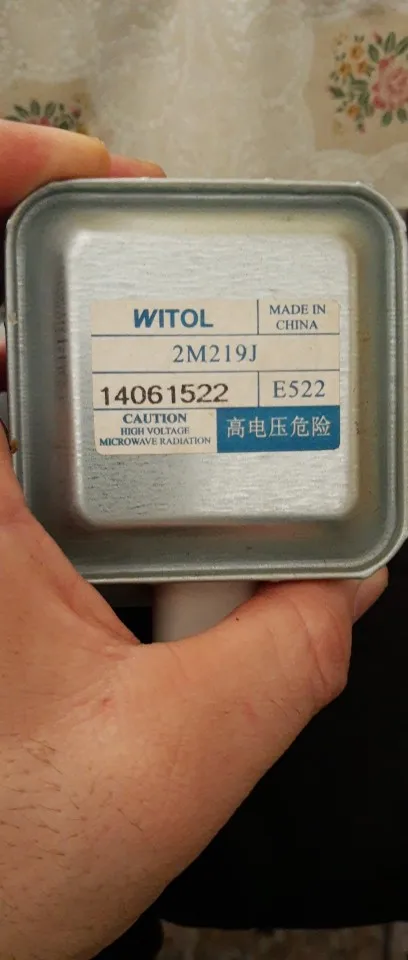 WITOL
MADE IN
CHINA
2M219J
14061522
E522
CAUTION
HIGH VOLTAGE
MICROWAVE RADIATION
高电压危险